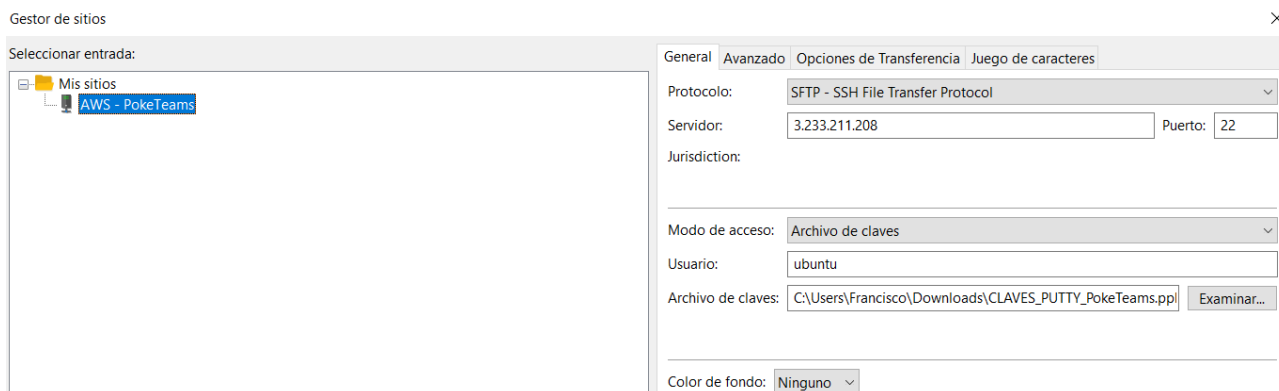 Gestor de sitios
Seleccionar entrada:
Mis sitios
AWS - PokeTeams
General Avanzado Opciones de Transferencia Juego de caracteres
Protocolo: SFTP - SSH File Transfer Protocol
Servidor: 3.233.211.208 Puerto: 22
Jurisdiction:
Modo de acceso: Archivo de claves
Usuario: ubuntu
Archivo de claves: C:\Users\Francisco\Downloads\CLAVES_PUTTY_PokeTeams.ppl Examinar...
Color de fondo: Ninguno